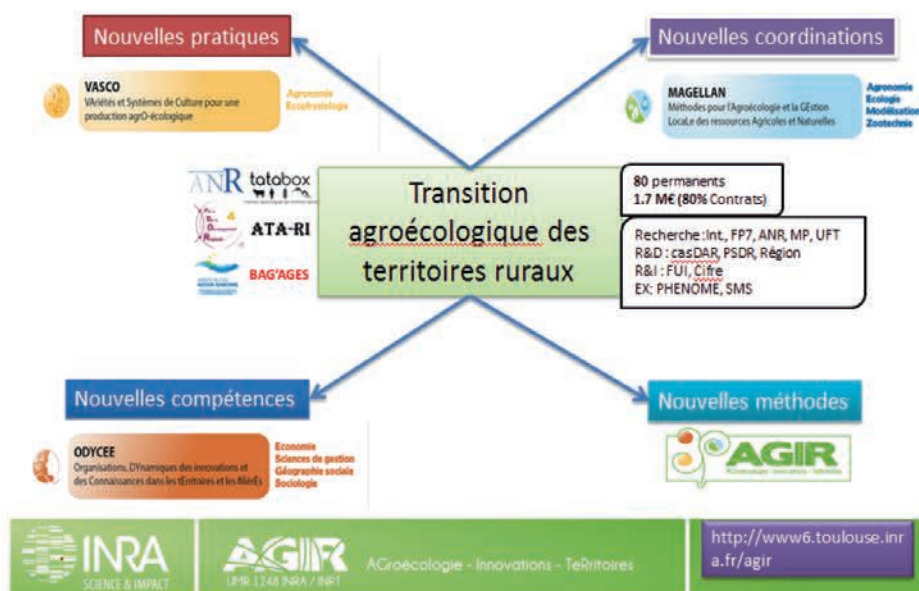 Nouvelles pratiques
Nouvelles coordinations
VASCO
VAriétés et Systèmes de Culture pour une
production agrO-écologique
Agronomie
Ecophysiologie
MAGELLAN
Méthodes pour l'Agroécologie et la GEstion
LocaLe des ressources Agricoles et Naturelles
Agronomie
Ecologie
Modélisation
Zootechnie
ANR tatabox
ATA-RI
BAG'AGES
Transition
agroécologique des
territoires ruraux
80 permanents
1.7 M€ (80% Contrats)
Recherche : Int., FP7, ANR, MP, UFT
R&D : casDAR, PSDR, Région
R&I : FUI, Cifre
EX: PHENOME, SMS
Nouvelles compétences
Nouvelles méthodes
ODYCEE
Organisations, DYnamiques des innovations et
des Connaissances dans les tErritoires et les filièrEs
Economie
Sciences de gestion
Géographie sociale
Sociologie
AGIR
AGroécologie - Innovations - TeRritoires
INRA
SCIENCE & IMPACT
AGIR
UMR 1248 INRA / INPT
AGroécologie - Innovations - TeRritoires
http://www6.toulouse.inr
a.fr/agir